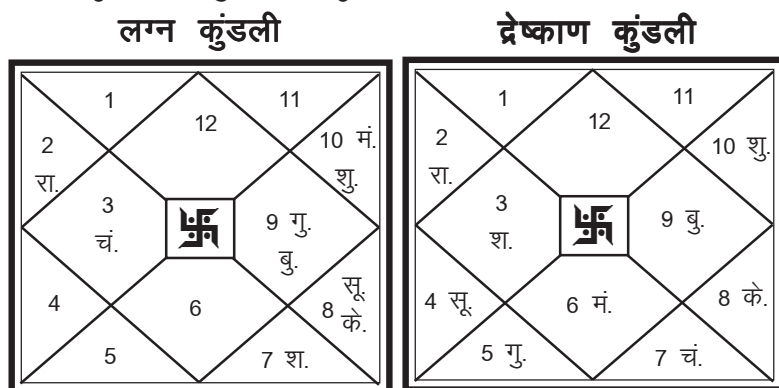 लग्न कुंडली
1
12
11
2
रा.
10 मं.
शु.
3
चं.
9 गु.
बु.
4
6
सू.
8 के.
5
7 श.
द्रेष्काण कुंडली
1
12
11
2
रा.
10 शु.
3
श.
9 बु.
4 सू.
6 मं.
8 के.
5 गु.
7 चं.